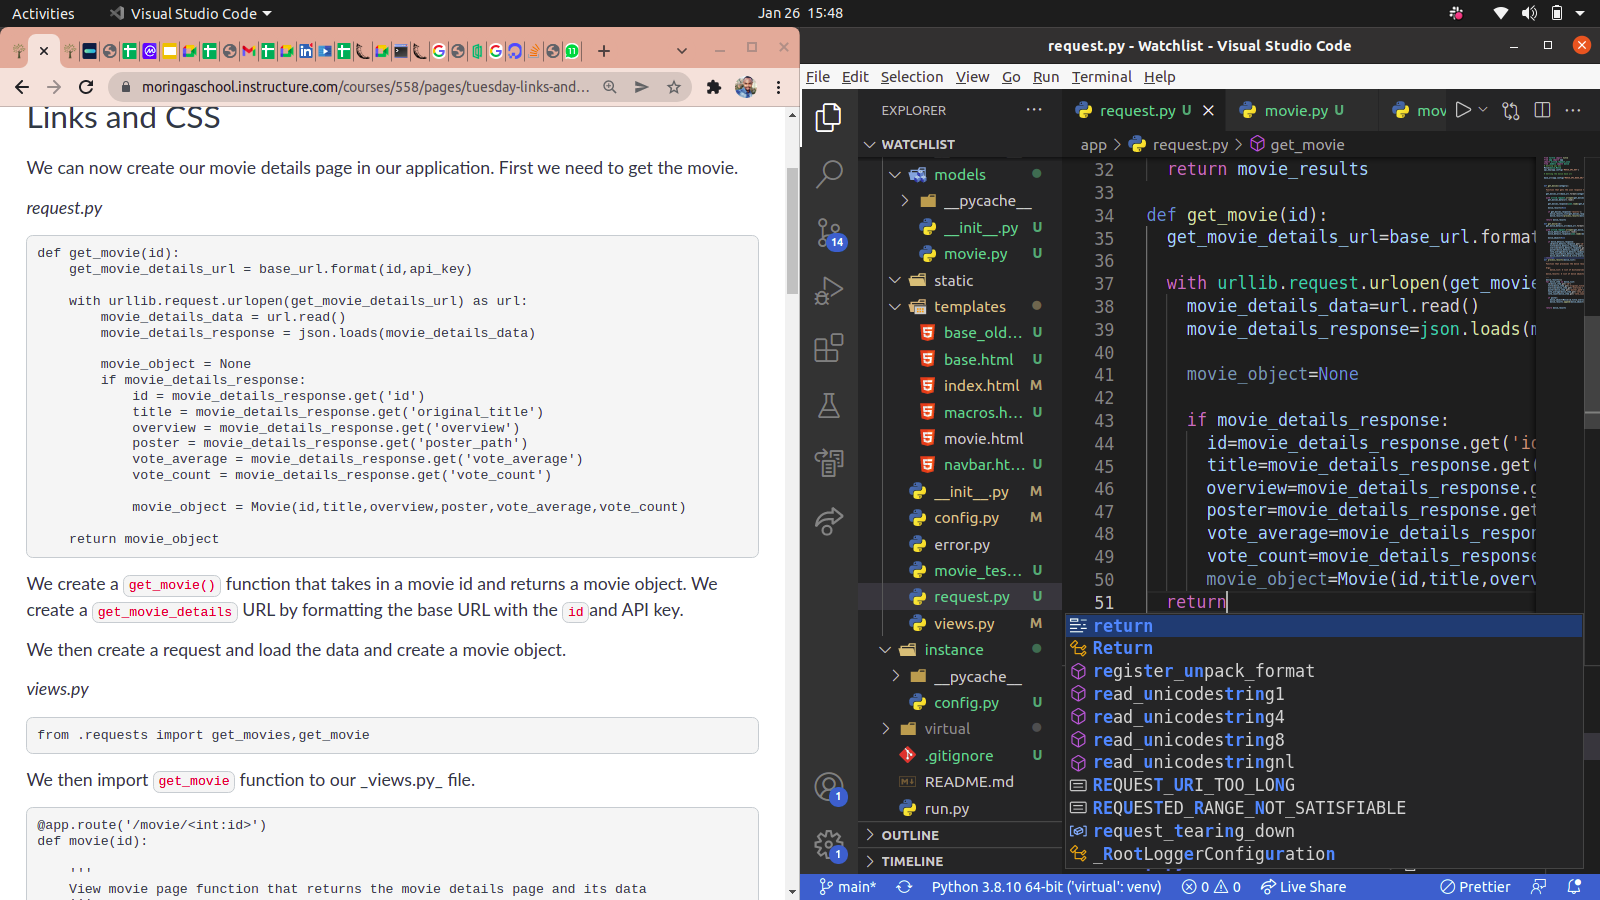 Activities
Visual Studio Code
Jan 26 15:48
moringaschool.instructure.com/courses/558/pages/tuesday-links-and...
Links and CSS
We can now create our movie details page in our application. First we need to get the movie.
request.py
def get_movie(id):
    get_movie_details_url = base_url.format(id,api_key)
    with urllib.request.urlopen(get_movie_details_url) as url:
        movie_details_data = url.read()
        movie_details_response = json.loads(movie_details_data)
        movie_object = None
        if movie_details_response:
            id = movie_details_response.get('id')
            title = movie_details_response.get('original_title')
            overview = movie_details_response.get('overview')
            poster = movie_details_response.get('poster_path')
            vote_average = movie_details_response.get('vote_average')
            vote_count = movie_details_response.get('vote_count')
            movie_object = Movie(id,title,overview,poster,vote_average,vote_count)
    return movie_object
We create a get_movie() function that takes in a movie id and returns a movie object. We
create a get_movie_details URL by formatting the base URL with the id and API key.
We then create a request and load the data and create a movie object.
views.py
from .requests import get_movies,get_movie
We then import get_movie function to our _views.py_ file.
@app.route('/movie/<int:id>')
def movie(id):
    '''
    View movie page function that returns the movie details page and its data
request.py - Watchlist - Visual Studio Code
File Edit Selection View Go Run Terminal Help
14
1
1
EXPLORER
WATCHLIST
models
__pycache__
__init__.py U
movie.py U
static
templates
base_old... U
base.html U
index.html M
macros.h... U
movie.html
navbar.ht... U
__init__.py M
config.py M
error.py
movie_tes... U
request.py U
views.py M
instance
__pycache__
config.py U
virtual
.gitignore U
README.md
run.py
OUTLINE
TIMELINE
request.py U
movie.py U
mov
app > request.py > get_movie
32 return movie_results
33
34 def get_movie(id):
35 get_movie_details_url=base_url.format
36
37 with urllib.request.urlopen(get_movie
38 movie_details_data=url.read()
39 movie_details_response=json.loads(m
40
41 movie_object=None
42
43 if movie_details_response:
44 id=movie_details_response.get('id
45 title=movie_details_response.get(
46 overview=movie_details_response.g
47 poster=movie_details_response.get
48 vote_average=movie_details_respon
49 vote_count=movie_details_response
50 movie_object=Movie(id,title,overv
51 return
return
Return
register_unpack_format
read_unicodestring1
read_unicodestring4
read_unicodestring8
read_unicodestringnl
REQUEST_URI_TOO_LONG
REQUESTED_RANGE_NOT_SATISFIABLE
request_tearing_down
_RootLoggerConfiguration
main* Python 3.8.10 64-bit ('virtual': venv) 0 0 Live Share Prettier